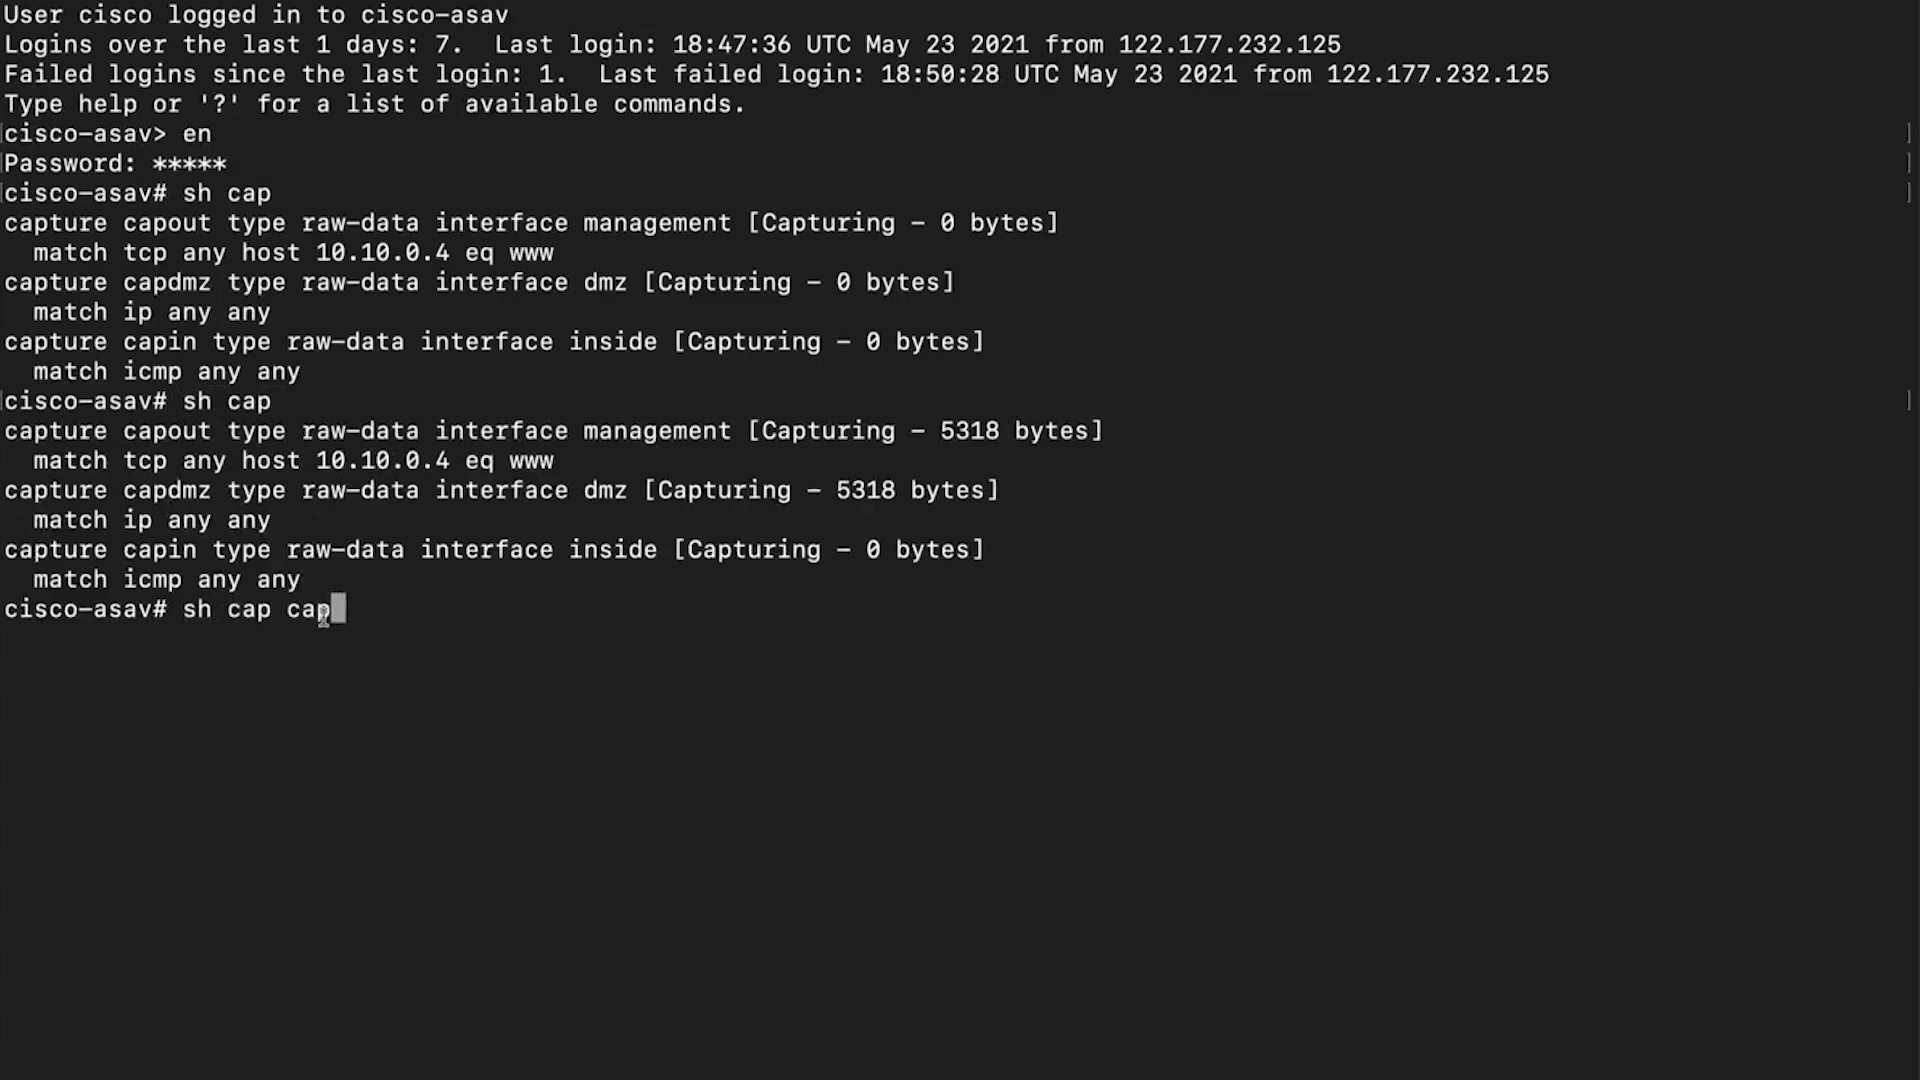 User cisco logged in to cisco-asav
Logins over the last 1 days: 7.  Last login: 18:47:36 UTC May 23 2021 from 122.177.232.125
Failed logins since the last login: 1.  Last failed login: 18:50:28 UTC May 23 2021 from 122.177.232.125
Type help or '?' for a list of available commands.
[cisco-asav> en ]
[Password: ***** ]
[cisco-asav# sh cap ]
capture capout type raw-data interface management [Capturing - 0 bytes]
  match tcp any host 10.10.0.4 eq www
capture capdmz type raw-data interface dmz [Capturing - 0 bytes]
  match ip any any
capture capin type raw-data interface inside [Capturing - 0 bytes]
  match icmp any any
[cisco-asav# sh cap ]
capture capout type raw-data interface management [Capturing - 5318 bytes]
  match tcp any host 10.10.0.4 eq www
capture capdmz type raw-data interface dmz [Capturing - 5318 bytes]
  match ip any any
capture capin type raw-data interface inside [Capturing - 0 bytes]
  match icmp any any
cisco-asav# sh cap cap